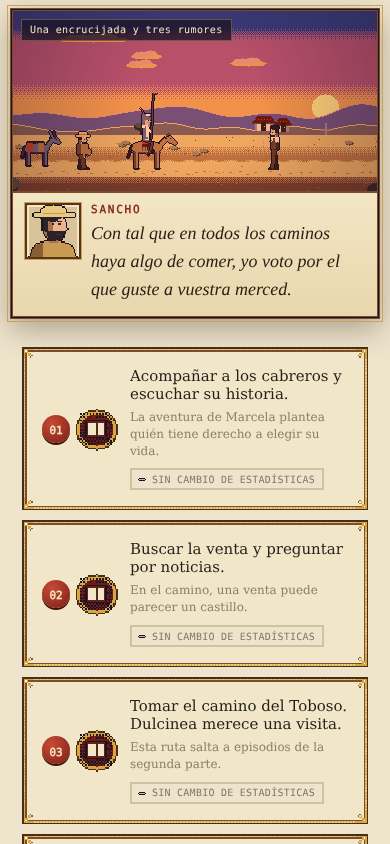 Una encrucijada y tres rumores
SANCHO
Con tal que en todos los caminos
haya algo de comer, yo voto por el
que guste a vuestra merced.
01
Acompañar a los cabreros y
escuchar su historia.
La aventura de Marcela plantea
quién tiene derecho a elegir su
vida.
SIN CAMBIO DE ESTADÍSTICAS
02
Buscar la venta y preguntar
por noticias.
En el camino, una venta puede
parecer un castillo.
SIN CAMBIO DE ESTADÍSTICAS
03
Tomar el camino del Toboso.
Dulcinea merece una visita.
Esta ruta salta a episodios de la
segunda parte.
SIN CAMBIO DE ESTADÍSTICAS